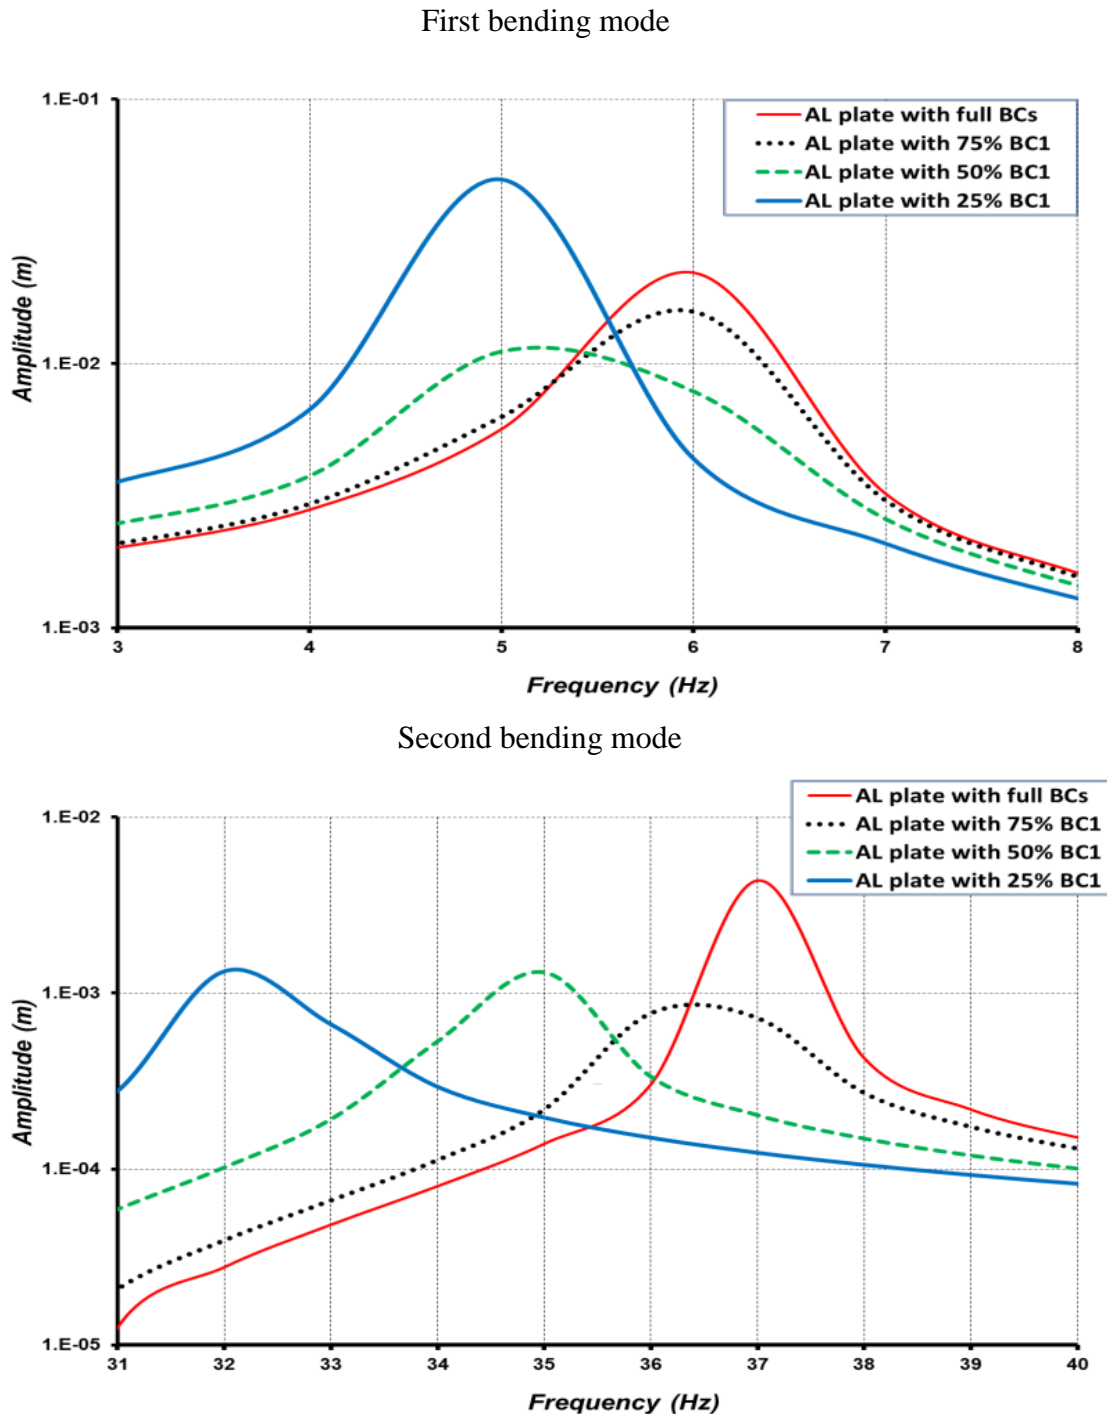 First bending mode
1.E-01
AL plate with full BCs
AL plate with 75% BC1
AL plate with 50% BC1
AL plate with 25% BC1
Amplitude (m)
1.E-02
1.E-03
3 4 5 6 7 8
Frequency (Hz)
Second bending mode
AL plate with full BCs
1.E-02
AL plate with 75% BC1
AL plate with 50% BC1
AL plate with 25% BC1
1.E-03
Amplitude (m)
1.E-04
1.E-05
31 32 33 34 35 36 37 38 39 40
Frequency (Hz)